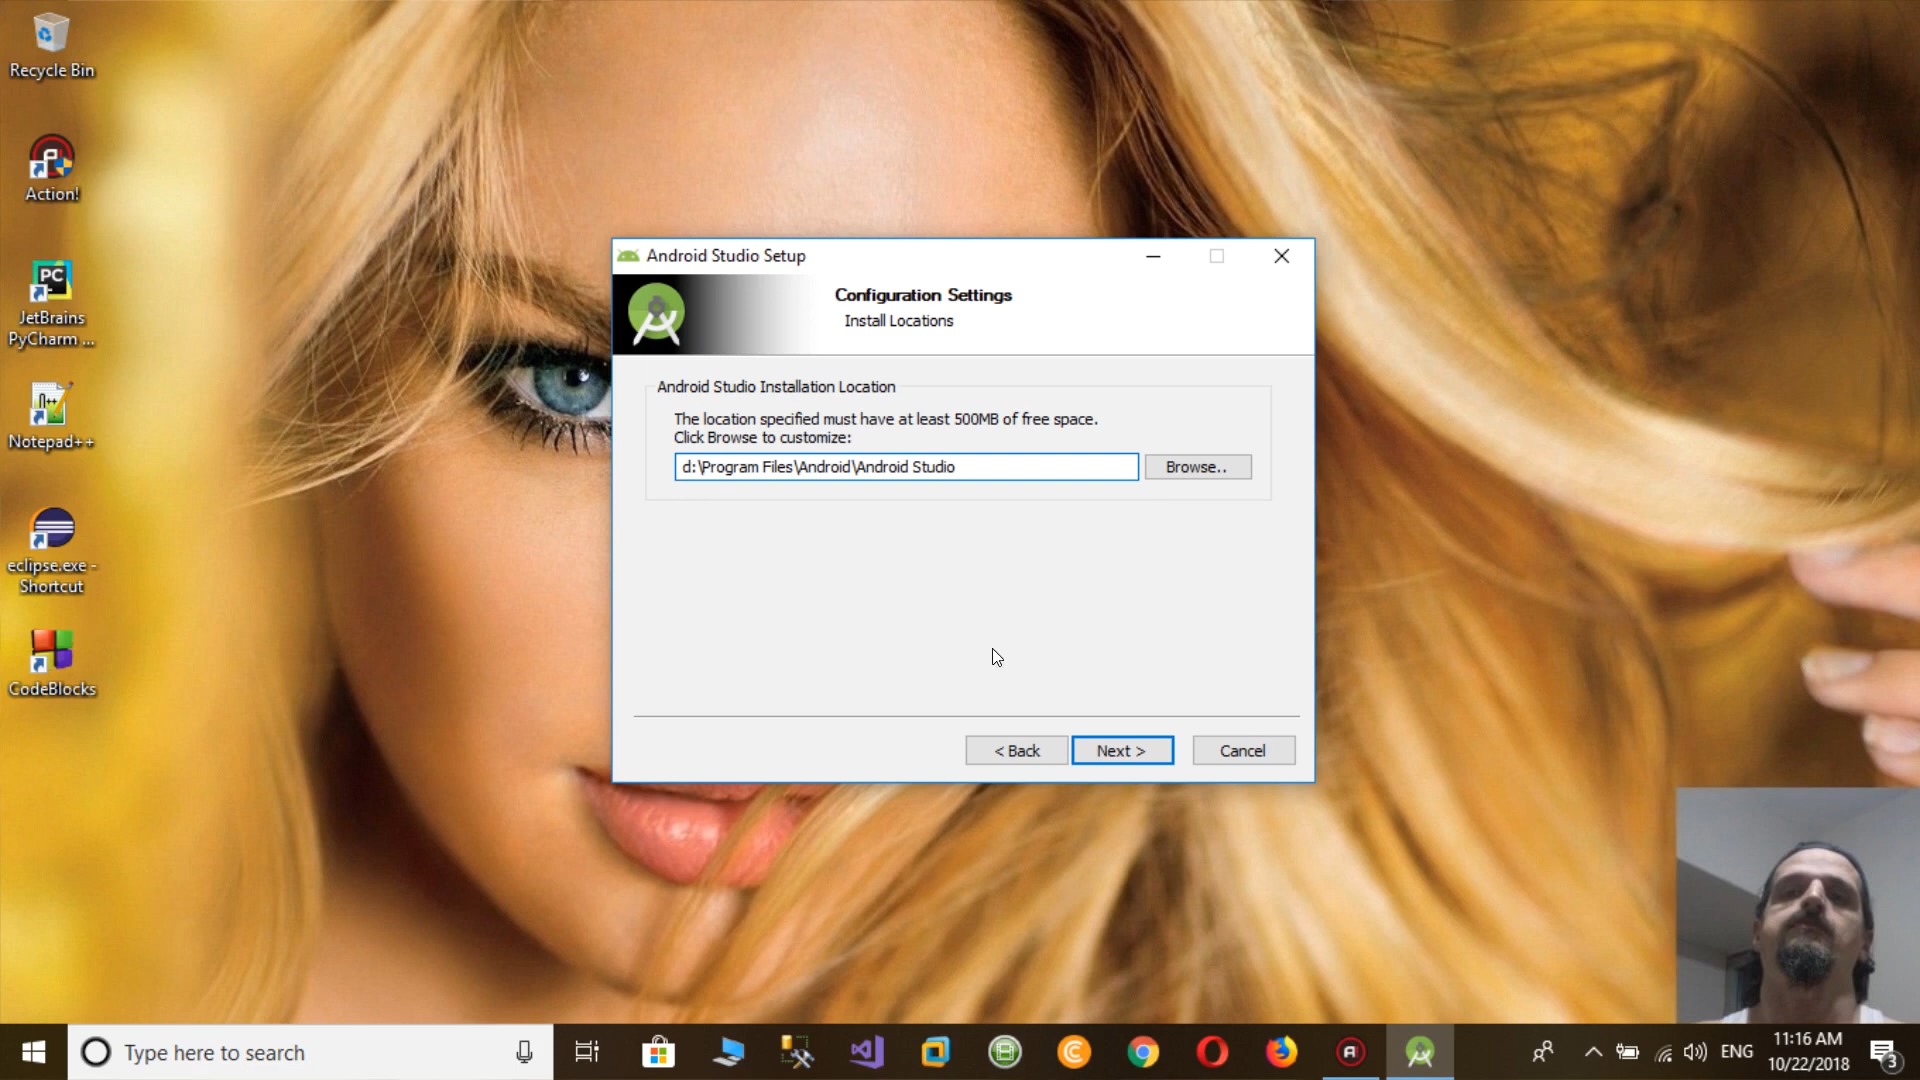 Recycle Bin
Action!
PC
JetBrains
PyCharm ...
Notepad++
eclipse.exe -
Shortcut
CodeBlocks
Android Studio Setup
Configuration Settings
Install Locations
Android Studio Installation Location
The location specified must have at least 500MB of free space.
Click Browse to customize:
d:\Program Files\Android\Android Studio
Browse..
< Back
Next >
Cancel
Type here to search
ENG
11:16 AM
10/22/2018
3